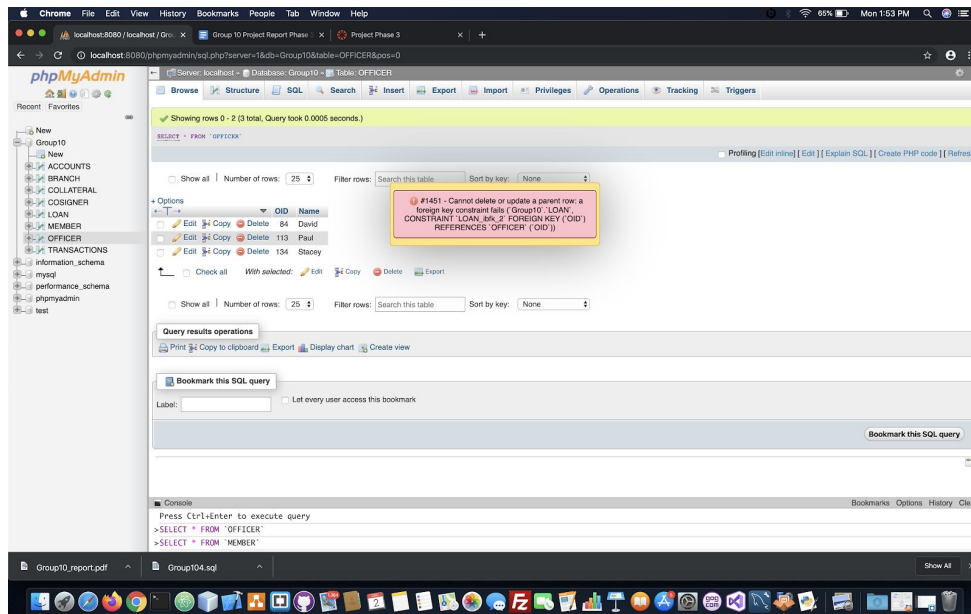 Chrome File Edit View History Bookmarks People Tab Window Help 65% Mon 1:53 PM
localhost:8080 / localhost / Grou Group 10 Project Report Phase Project Phase 3
localhost:8080/phpmyadmin/sql.php?server=1&db=Group10&table=OFFICER&pos=0
phpMyAdmin
Recent Favorites
New
Group10
New
ACCOUNTS
BRANCH
COLLATERAL
COSIGNER
LOAN
MEMBER
OFFICER
TRANSACTIONS
information_schema
mysql
performance_schema
phpmyadmin
test
Server: localhost » Database: Group10 » Table: OFFICER
Browse Structure SQL Search Insert Export Import Privileges Operations Tracking Triggers
Showing rows 0 - 2 (3 total, Query took 0.0005 seconds.)
SELECT * FROM `OFFICER`
Profiling [Edit inline] [ Edit ] [ Explain SQL ] [ Create PHP code ] [ Refres
Show all Number of rows: 25 Filter rows: Search this table Sort by key: None
#1451 - Cannot delete or update a parent row: a
foreign key constraint fails (`Group10`.`LOAN`,
CONSTRAINT `LOAN_ibfk_2` FOREIGN KEY (`OID`)
REFERENCES `OFFICER` (`OID`))
+ Options
OID Name
Edit Copy Delete 84 David
Edit Copy Delete 113 Paul
Edit Copy Delete 134 Stacey
Check all With selected: Edit Copy Delete Export
Show all Number of rows: 25 Filter rows: Search this table Sort by key: None
Query results operations
Print Copy to clipboard Export Display chart Create view
Bookmark this SQL query
Label: Let every user access this bookmark
Bookmark this SQL query
Console Bookmarks Options History Cle
Press Ctrl+Enter to execute query
>SELECT * FROM `OFFICER`
>SELECT * FROM `MEMBER`
Group10_report.pdf Group104.sql Show All